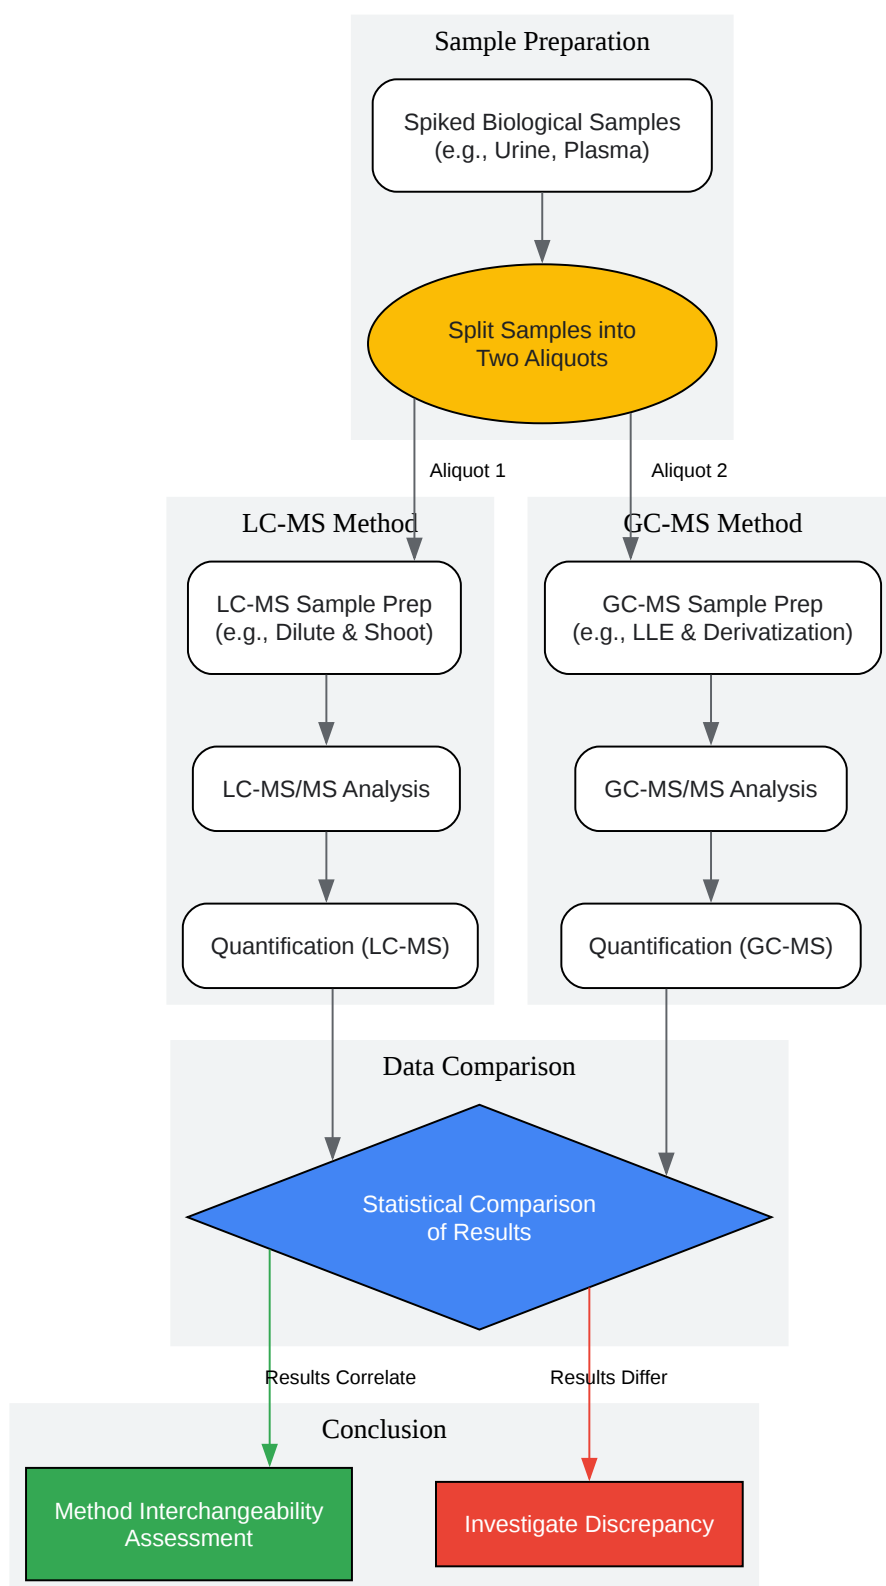 Sample Preparation
Spiked Biological Samples
(e.g., Urine, Plasma)
Split Samples into
Two Aliquots
Aliquot 1
Aliquot 2
LC-MS Method
GC-MS Method
LC-MS Sample Prep
(e.g., Dilute & Shoot)
GC-MS Sample Prep
(e.g., LLE & Derivatization)
LC-MS/MS Analysis
GC-MS/MS Analysis
Quantification (LC-MS)
Quantification (GC-MS)
Data Comparison
Statistical Comparison
of Results
Results Correlate
Results Differ
Conclusion
Method Interchangeability
Assessment
Investigate Discrepancy